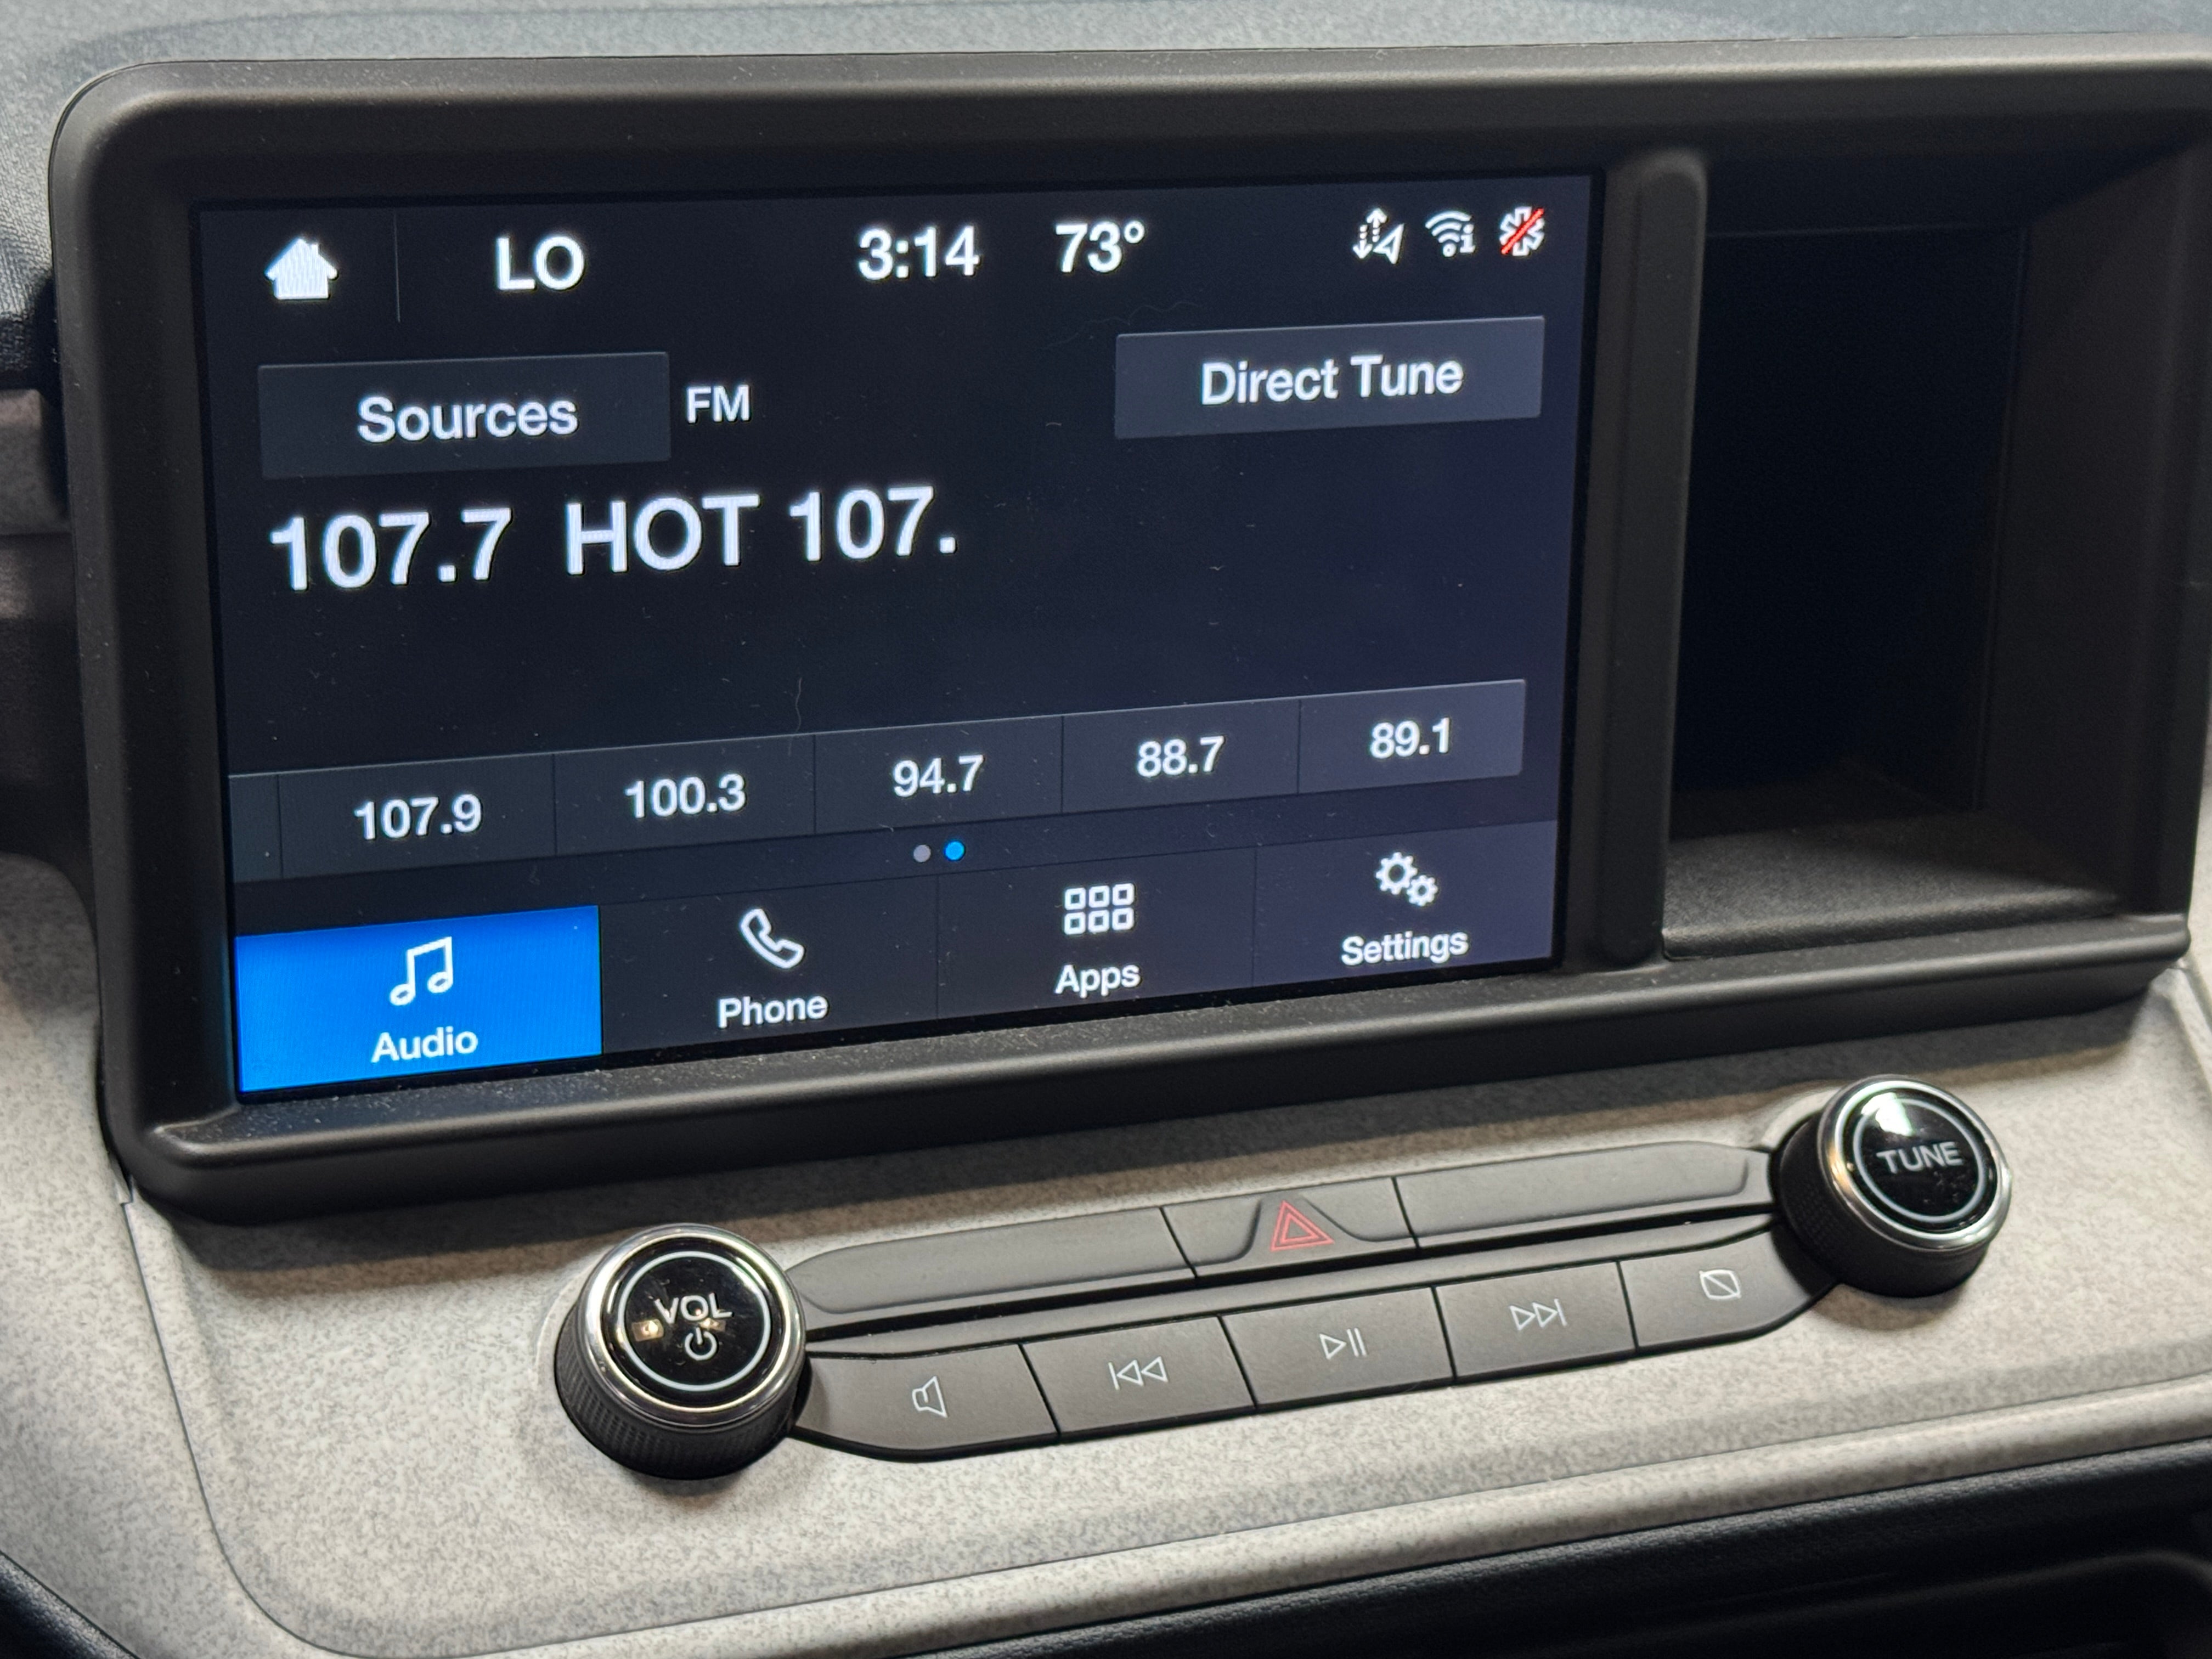 LO 3:14 73°
Sources FM Direct Tune
107.7 HOT 107.
107.9 100.3 94.7 88.7 89.1
Audio Phone Apps Settings
TUNE
VOL